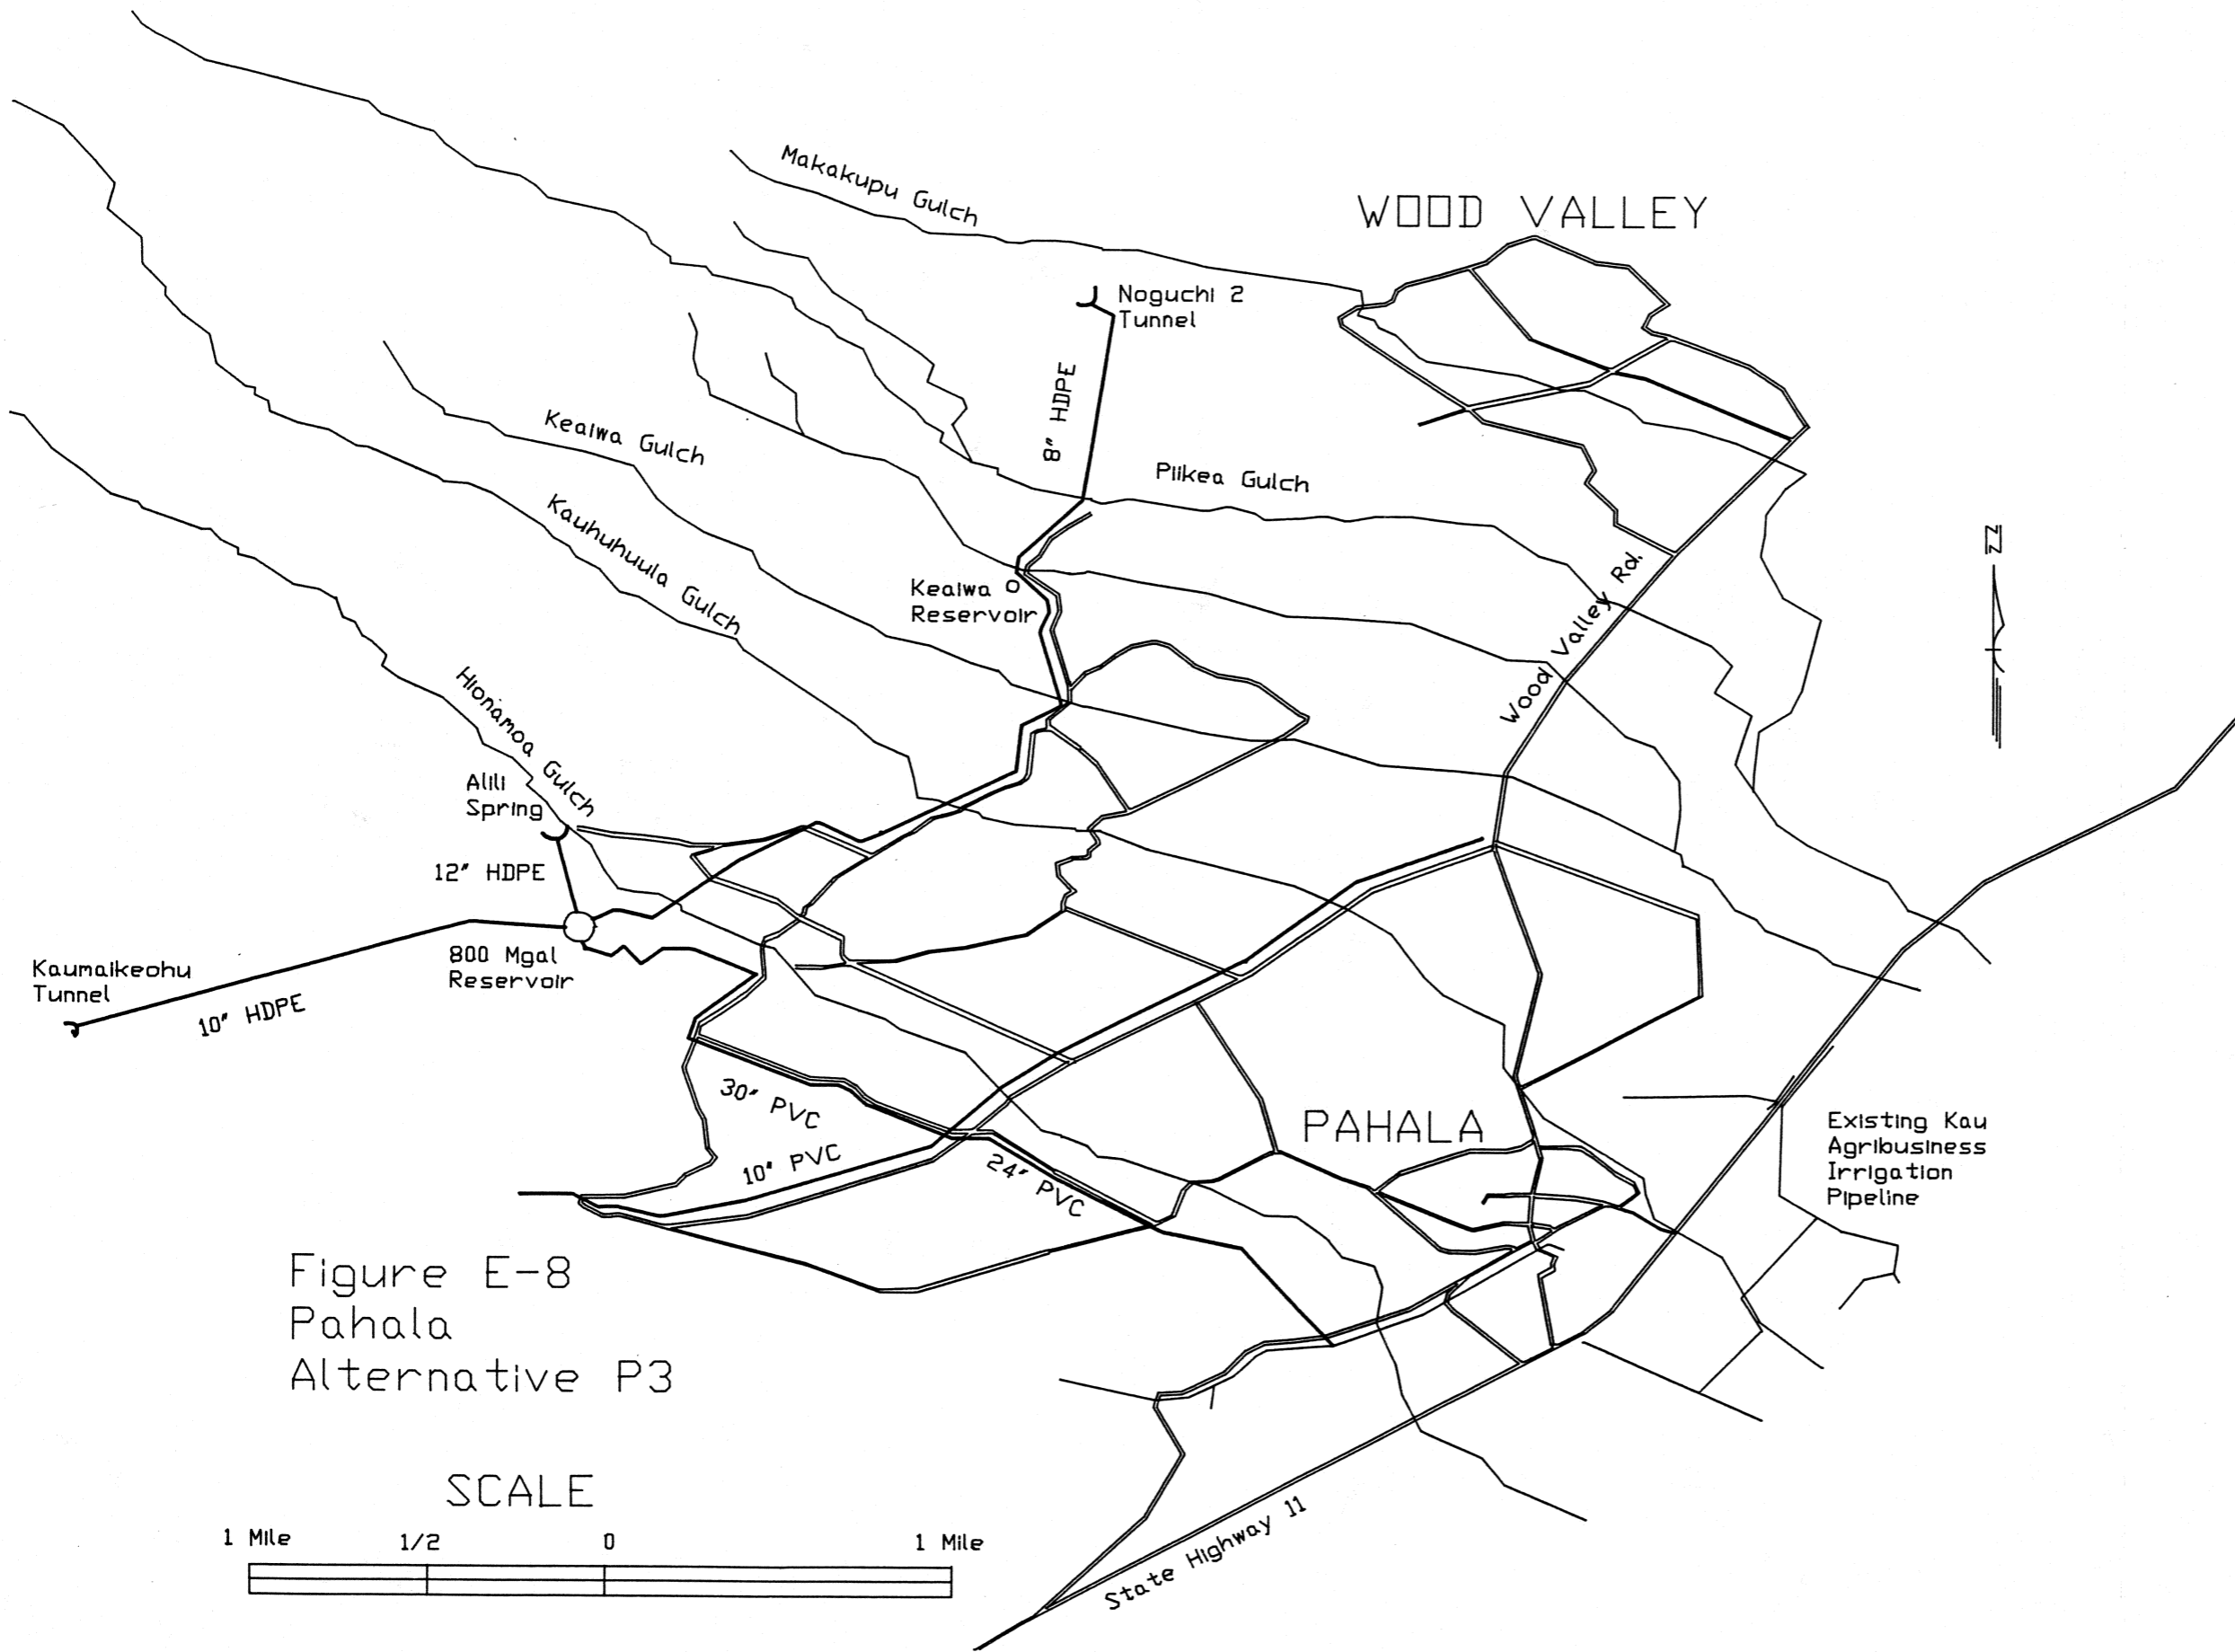 Makakupu Gulch
WOOD VALLEY
Noguchi 2
Tunnel
8" HDPE
Keaiwa Gulch
Piikea Gulch
Kauhuhuula Gulch
Keaiwa
Reservoir
Wood Valley Rd.
N
Hionamoa Gulch
Alili
Spring
12" HDPE
800 Mgal
Reservoir
Kaumaikeohu
Tunnel
10" HDPE
30" PVC
10" PVC
24" PVC
PAHALA
Existing Kau
Agribusiness
Irrigation
Pipeline
Figure E-8
Pahala
Alternative P3
SCALE
1 Mile 1/2 0 1 Mile
State Highway 11